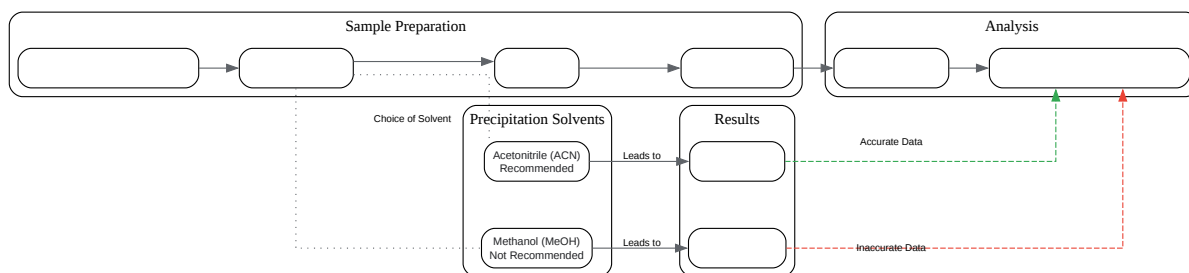 Sample Preparation
Analysis
Choice of Solvent
Precipitation Solvents
Results
Acetonitrile (ACN)
Recommended
Leads to
Accurate Data
Methanol (MeOH)
Not Recommended
Leads to
Inaccurate Data